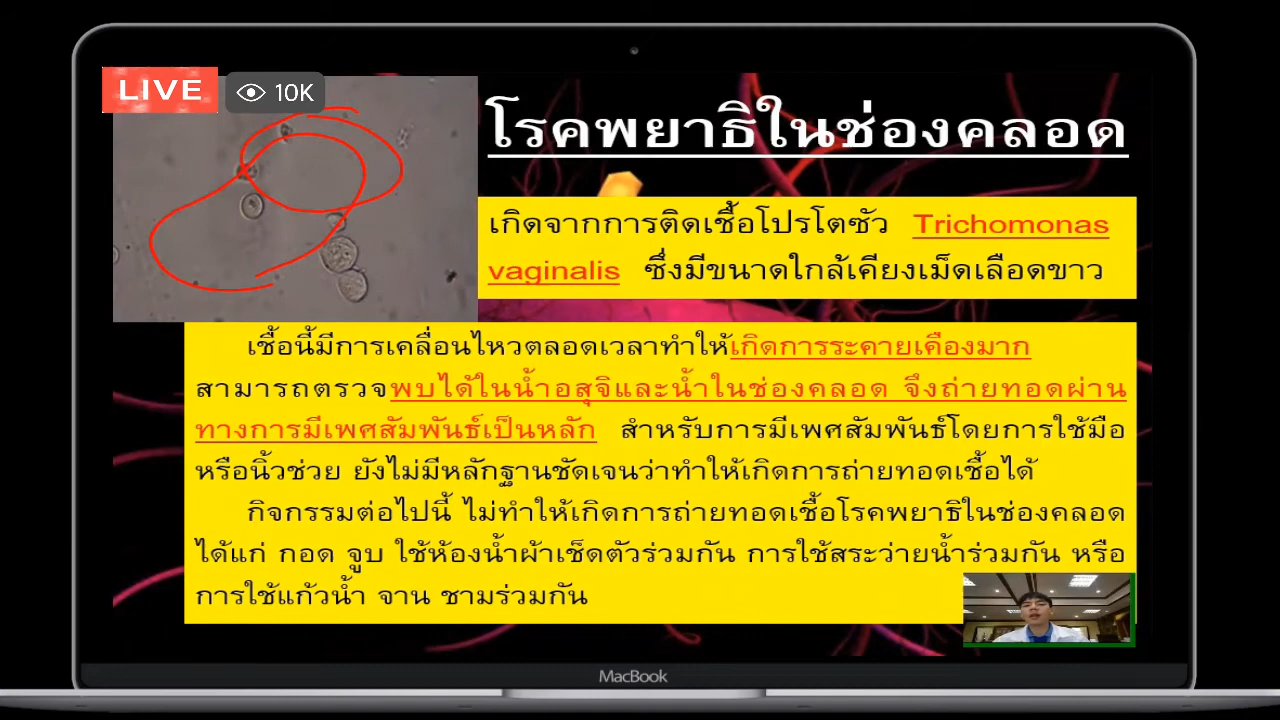 LIVE
10K
โรคพยาธิในช่องคลอด
เกิดจากการติดเชื้อโปรโตซัว Trichomonas
vaginalis ซึ่งมีขนาดใกล้เคียงเม็ดเลือดขาว
เชื้อนี้มีการเคลื่อนไหวตลอดเวลาทำให้เกิดการระคายเคืองมาก
สามารถตรวจพบได้ในน้ำอสุจิและน้ำในช่องคลอด จึงถ่ายทอดผ่าน
ทางการมีเพศสัมพันธ์เป็นหลัก สำหรับการมีเพศสัมพันธ์โดยการใช้มือ
หรือนิ้วช่วย ยังไม่มีหลักฐานชัดเจนว่าทำให้เกิดการถ่ายทอดเชื้อได้
กิจกรรมต่อไปนี้ ไม่ทำให้เกิดการถ่ายทอดเชื้อโรคพยาธิในช่องคลอด
ได้แก่ กอด จูบ ใช้ห้องน้ำผ้าเช็ดตัวร่วมกัน การใช้สระว่ายน้ำร่วมกัน หรือ
การใช้แก้วน้ำ จาน ชามร่วมกัน
MacBook